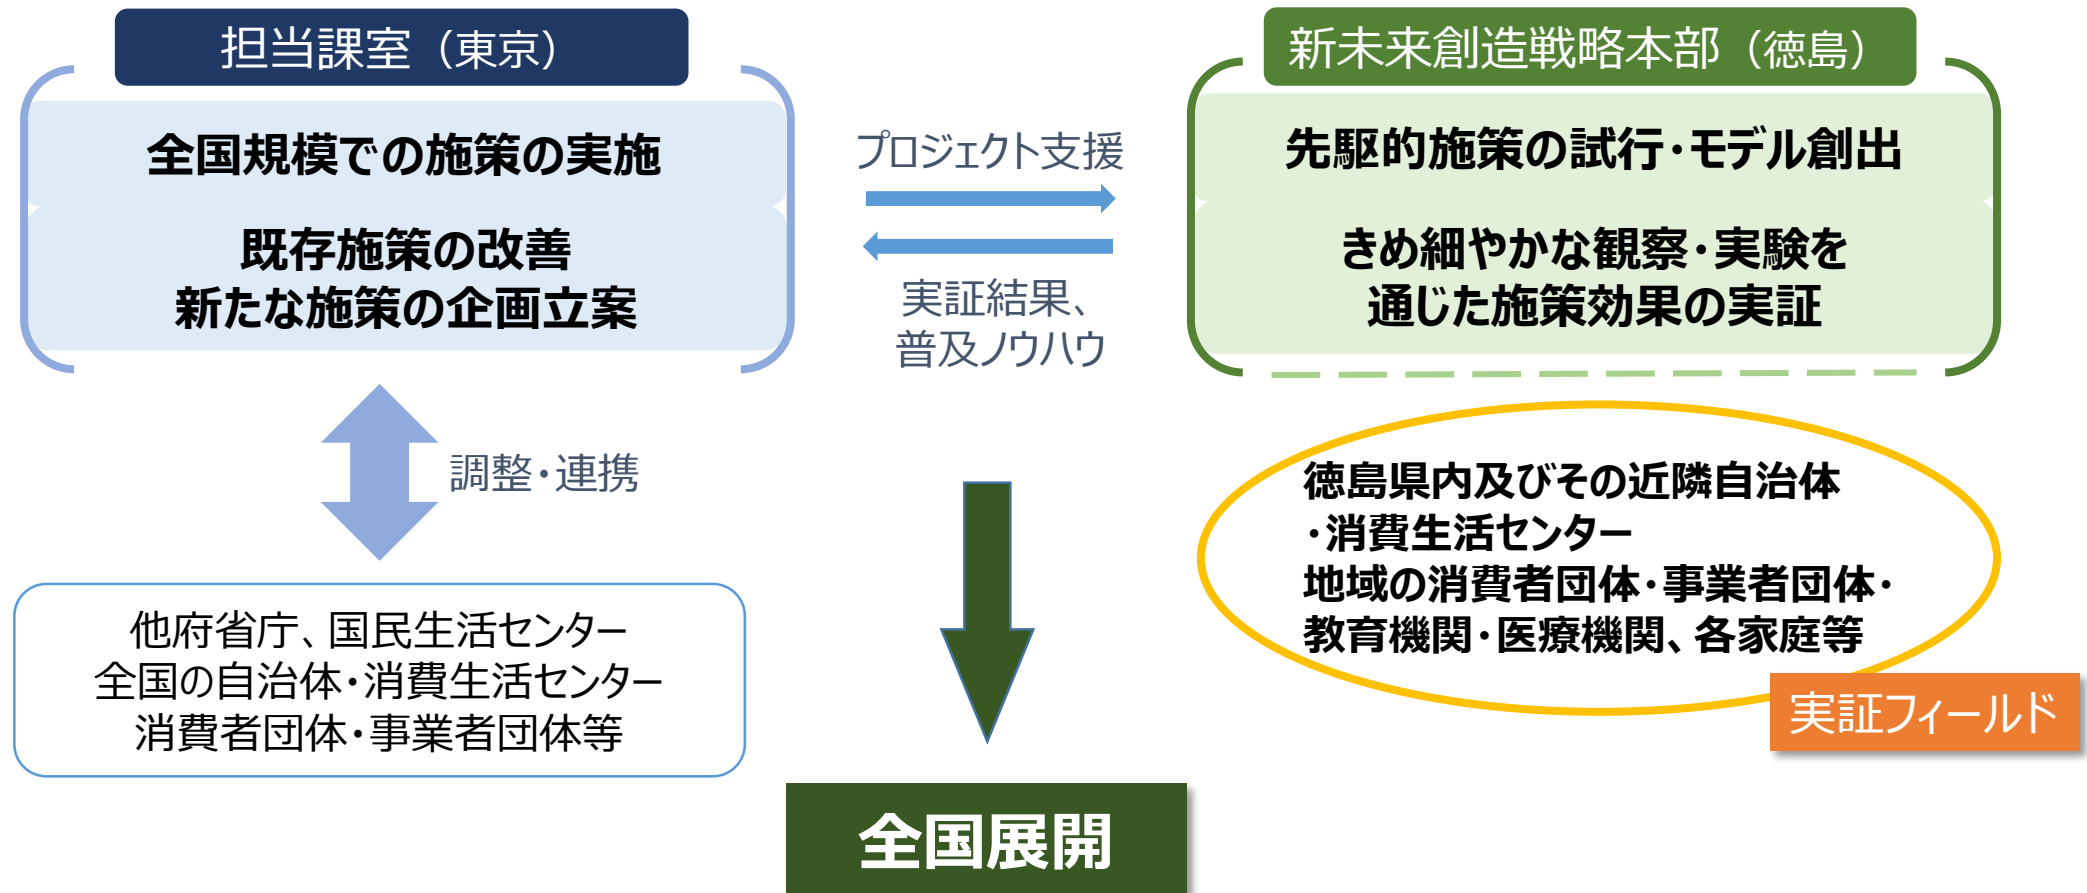 担当課室（東京）
全国規模での施策の実施
既存施策の改善
新たな施策の企画立案
プロジェクト支援
実証結果、
普及ノウハウ
新未来創造戦略本部（徳島）
先駆的施策の試行・モデル創出
きめ細やかな観察・実験を
通じた施策効果の実証
調整・連携
他府省庁、国民生活センター
全国の自治体・消費生活センター
消費者団体・事業者団体等
徳島県内及びその近隣自治体
・消費生活センター
地域の消費者団体・事業者団体・
教育機関・医療機関、各家庭等
実証フィールド
全国展開